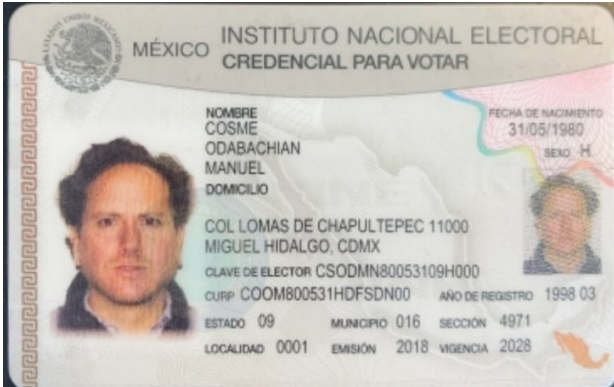 MÉXICO INSTITUTO NACIONAL ELECTORAL
CREDENCIAL PARA VOTAR
NOMBRE
COSME
ODABACHIAN
MANUEL
FECHA DE NACIMIENTO
31/05/1980
SEXO H
DOMICILIO
COL LOMAS DE CHAPULTEPEC 11000
MIGUEL HIDALGO, CDMX
CLAVE DE ELECTOR CSODMN80053109H000
CURP COOM800531HDFSDN00 AÑO DE REGISTRO 1998 03
ESTADO 09 MUNICIPIO 016 SECCIÓN 4971
LOCALIDAD 0001 EMISIÓN 2018 VIGENCIA 2028